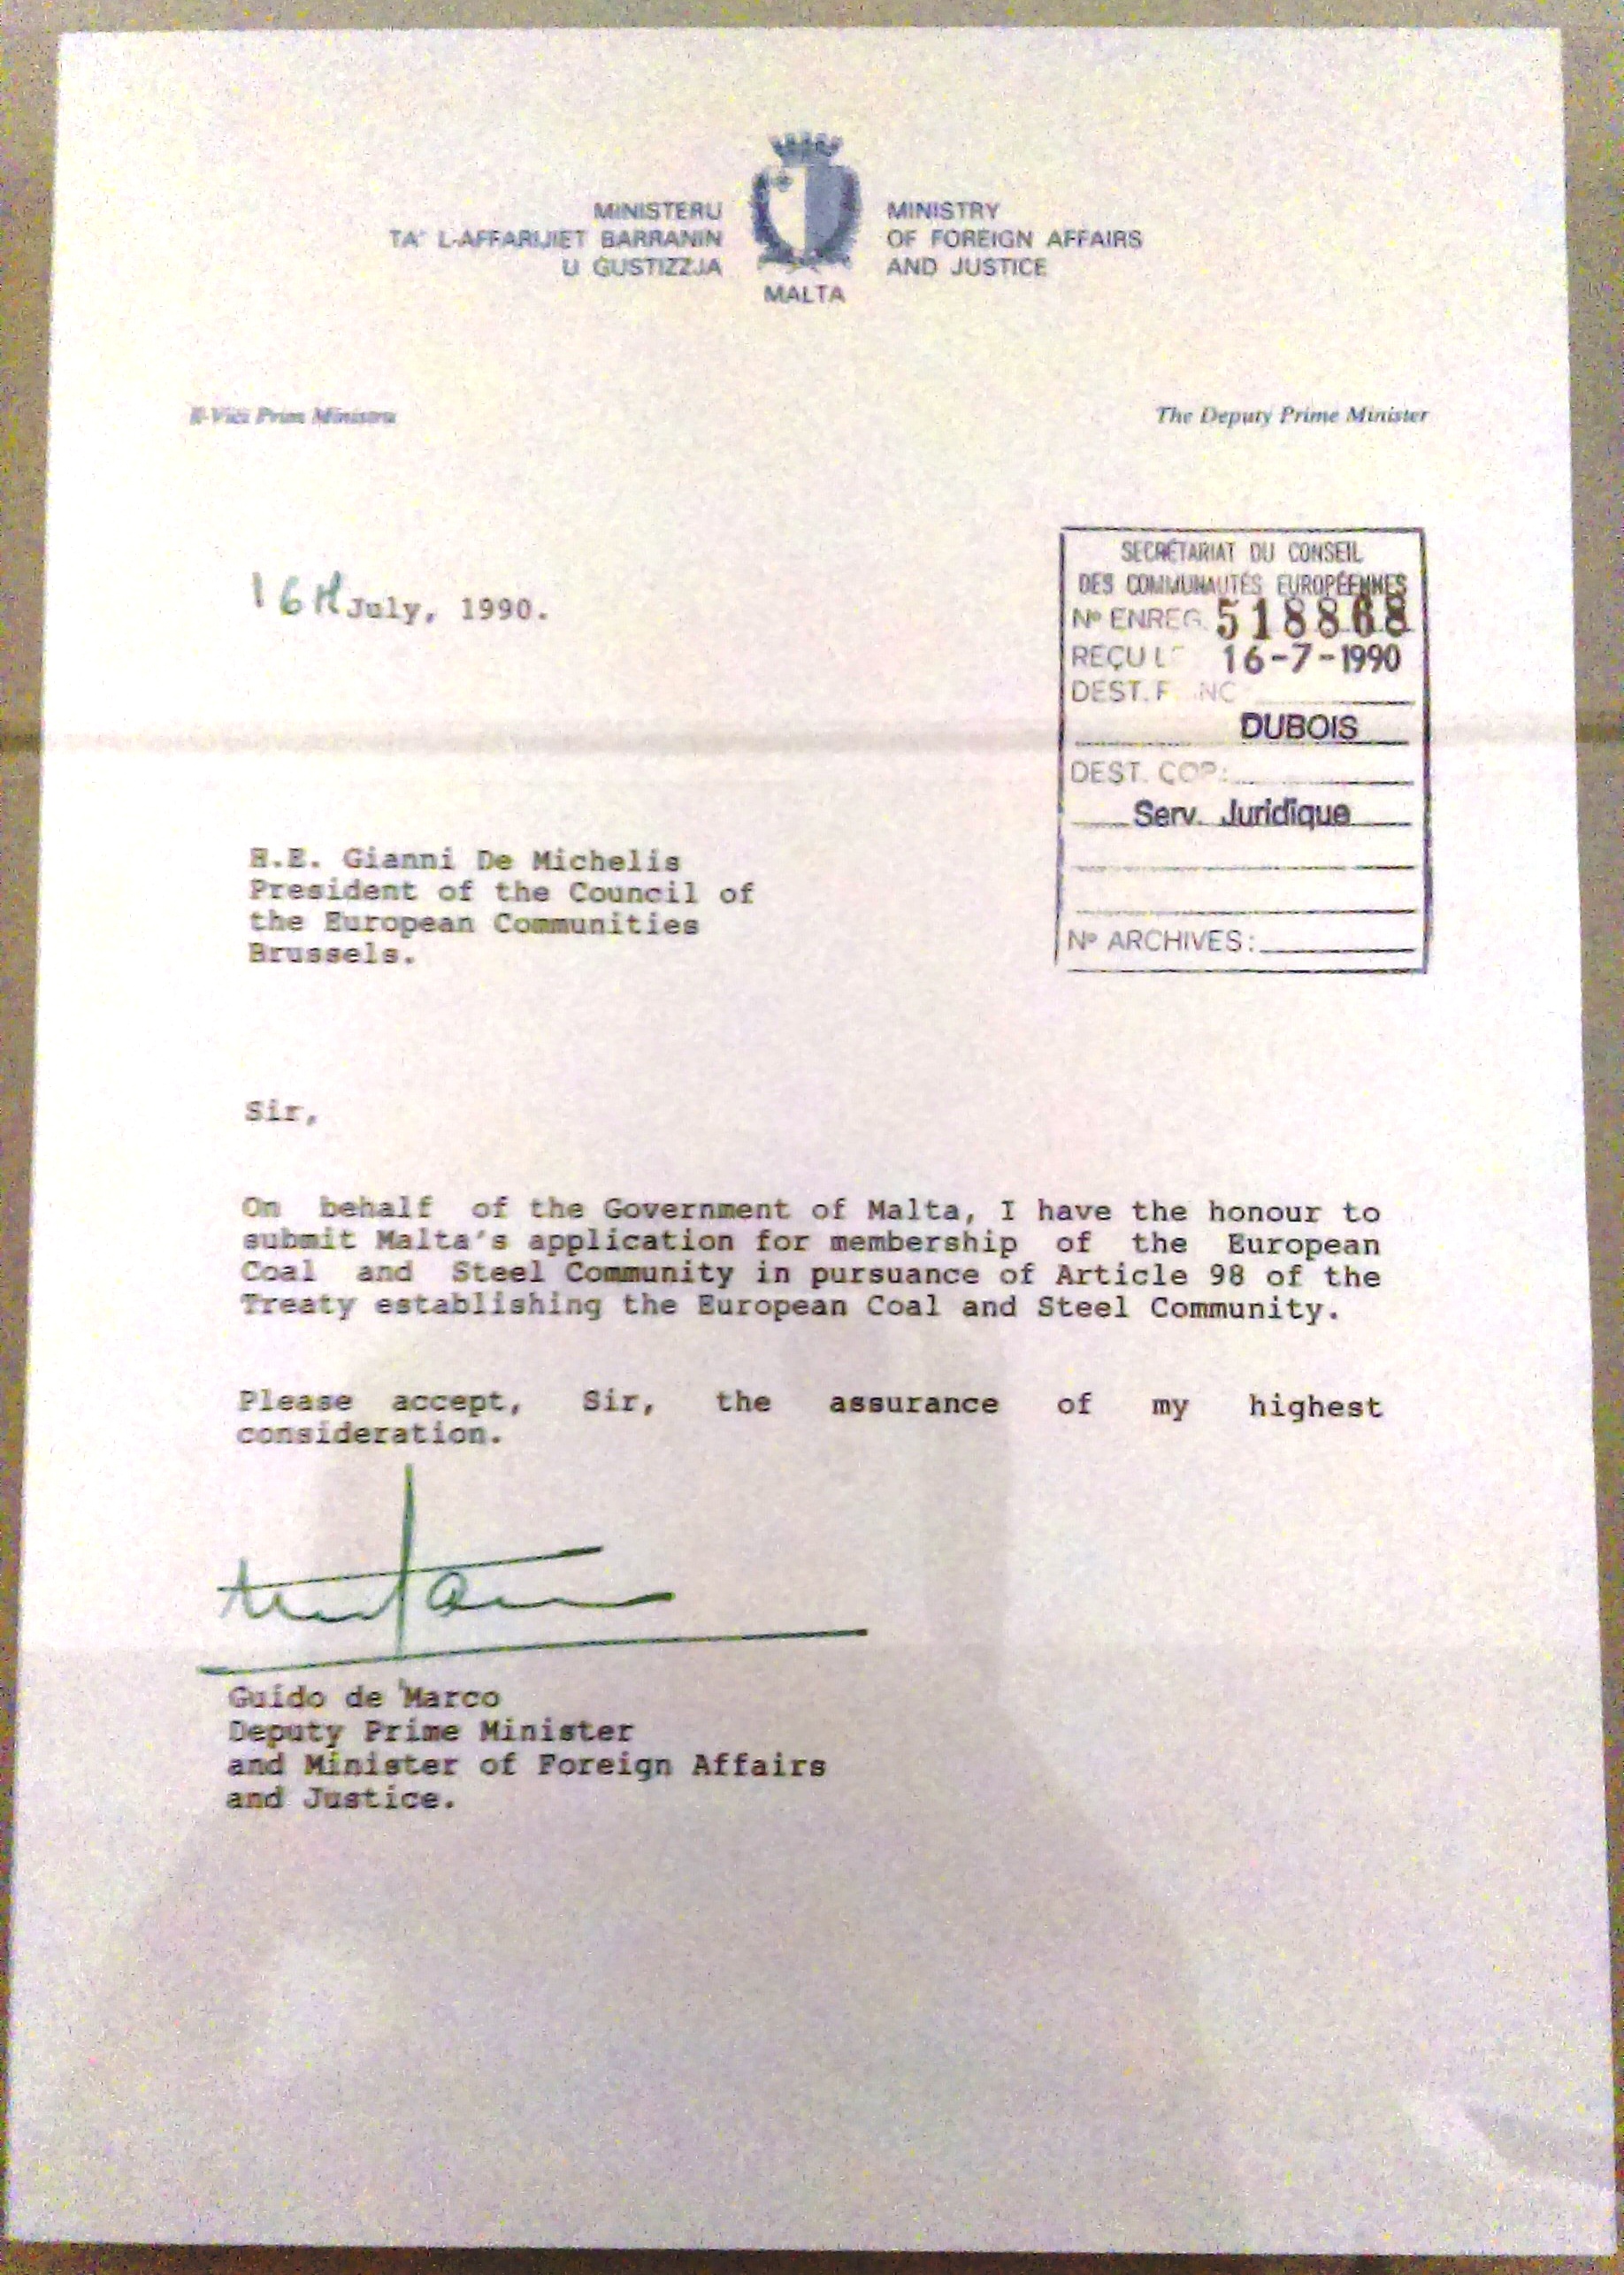 MINISTERU
TA' L-AFFARIJIET BARRANIN
U ĠUSTIZZJA
MINISTRY
OF FOREIGN AFFAIRS
AND JUSTICE
MALTA
Il-Viċi Prim Ministru
The Deputy Prime Minister
16th July, 1990.
SECRÉTARIAT DU CONSEIL
DES COMMUNAUTÉS EUROPÉENNES
Nº ENREG. 518868
REÇU LE 16-7-1990
DEST.
DUBOIS
DEST. COP:
Serv. Juridique
Nº ARCHIVES:
H.E. Gianni De Michelis
President of the Council of
the European Communities
Brussels.
Sir,
On behalf of the Government of Malta, I have the honour to
submit Malta's application for membership of the European
Coal and Steel Community in pursuance of Article 98 of the
Treaty establishing the European Coal and Steel Community.
Please accept, Sir, the assurance of my highest
consideration.
Guido de Marco
Deputy Prime Minister
and Minister of Foreign Affairs
and Justice.